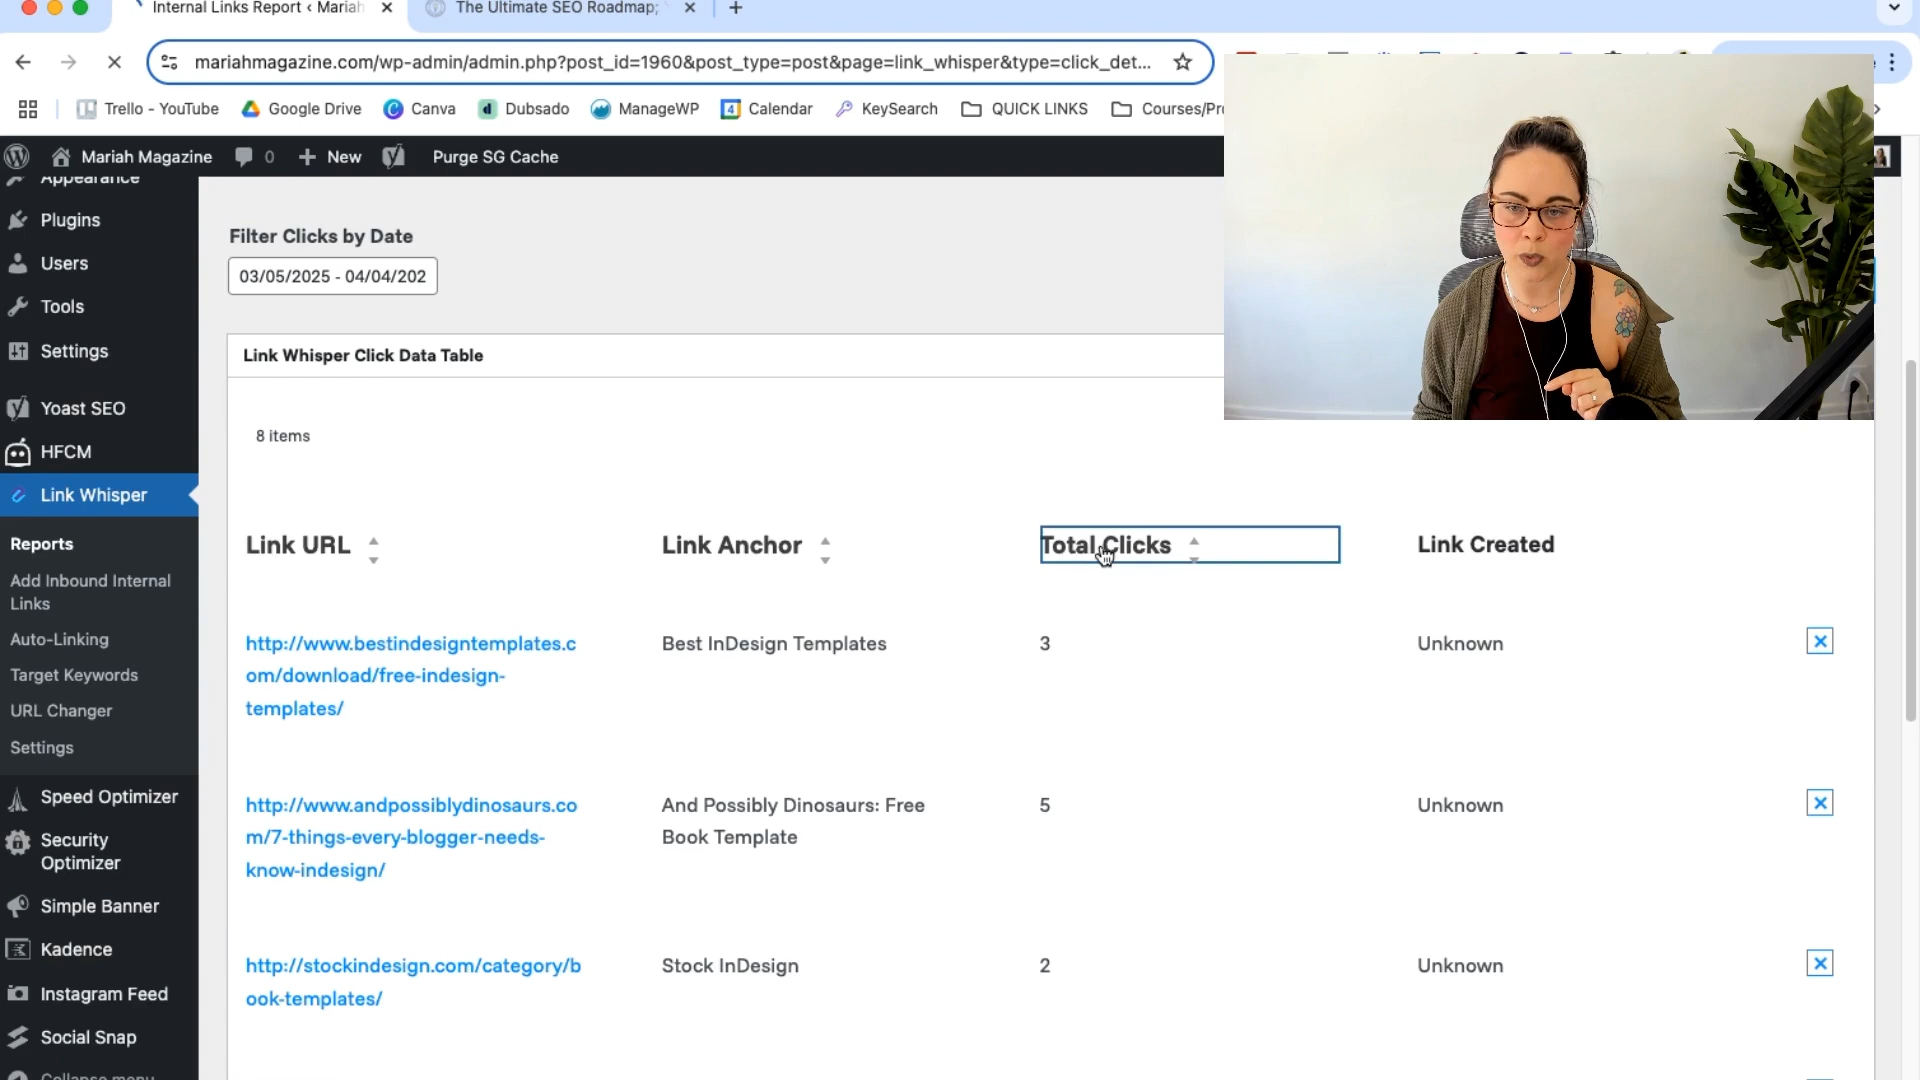 Internal Links Report ‹ Mariah
The Ultimate SEO Roadmap;
mariahmagazine.com/wp-admin/admin.php?post_id=1960&post_type=post&page=link_whisper&type=click_det...
Trello - YouTube
Google Drive
Canva
Dubsado
ManageWP
Calendar
KeySearch
QUICK LINKS
Courses/Pr
Mariah Magazine
0
New
Purge SG Cache
Appearance
Plugins
Users
Tools
Settings
Yoast SEO
HFCM
Link Whisper
Reports
Add Inbound Internal
Links
Auto-Linking
Target Keywords
URL Changer
Settings
Speed Optimizer
Security
Optimizer
Simple Banner
Kadence
Instagram Feed
Social Snap
Collapse menu
Filter Clicks by Date
03/05/2025 - 04/04/202
Link Whisper Click Data Table
8 items
Link URL
Link Anchor
Total Clicks
Link Created
http://www.bestindesigntemplates.c
om/download/free-indesign-
templates/
Best InDesign Templates
3
Unknown
http://www.andpossiblydinosaurs.co
m/7-things-every-blogger-needs-
know-indesign/
And Possibly Dinosaurs: Free
Book Template
5
Unknown
http://stockindesign.com/category/b
ook-templates/
Stock InDesign
2
Unknown